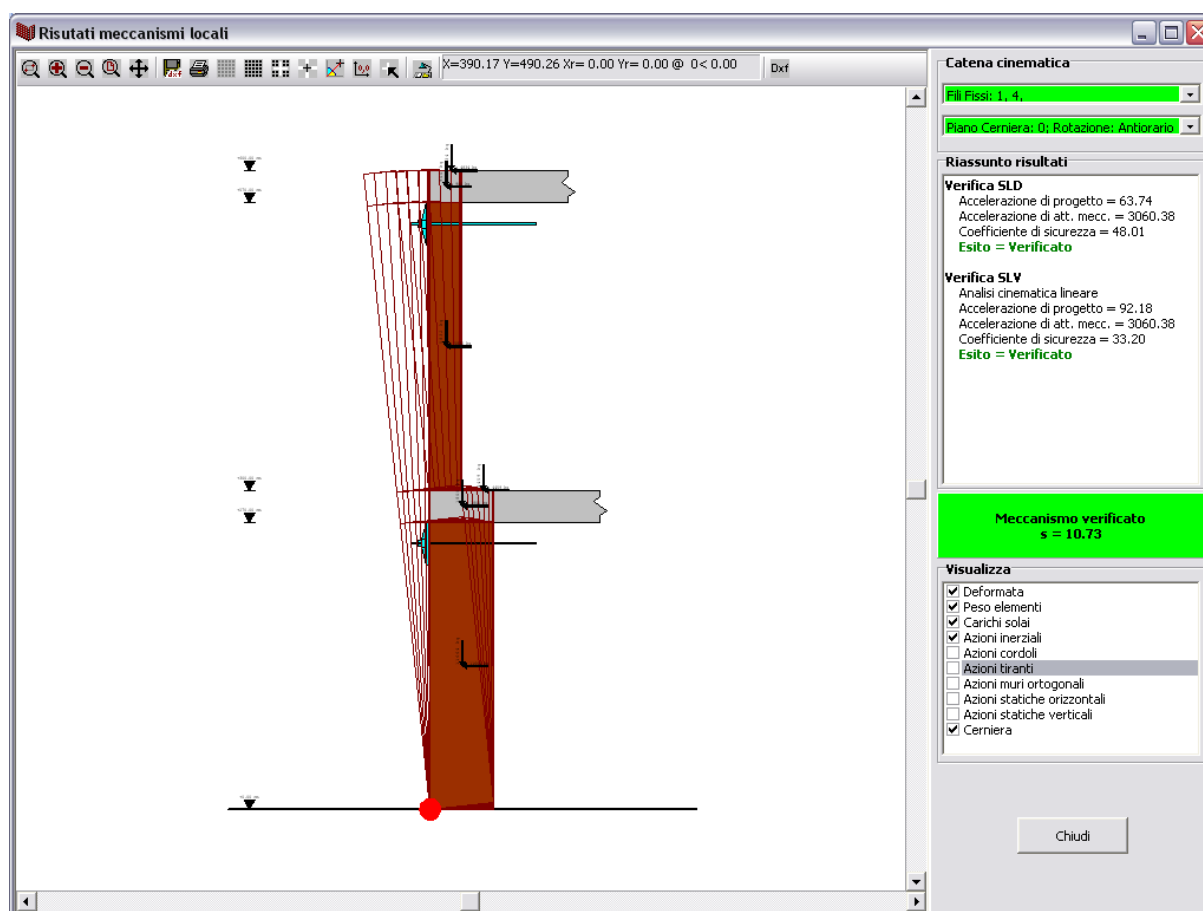 Risutati meccanismi locali
X=390.17 Y=490.26 Xr= 0.00 Yr= 0.00 @ 0< 0.00
Dxf
Catena cinematica
Fili Fissi: 1, 4,
Piano Cerniera: 0; Rotazione: Antiorario
Riassunto risultati
Verifica SLD
Accelerazione di progetto = 63.74
Accelerazione di att. mecc. = 3060.38
Coefficiente di sicurezza = 48.01
Esito = Verificato
Verifica SLV
Analisi cinematica lineare
Accelerazione di progetto = 92.18
Accelerazione di att. mecc. = 3060.38
Coefficiente di sicurezza = 33.20
Esito = Verificato
Meccanismo verificato
s = 10.73
Visualizza
Deformata
Peso elementi
Carichi solai
Azioni inerziali
Azioni cordoli
Azioni tiranti
Azioni muri ortogonali
Azioni statiche orizzontali
Azioni statiche verticali
Cerniera
Chiudi